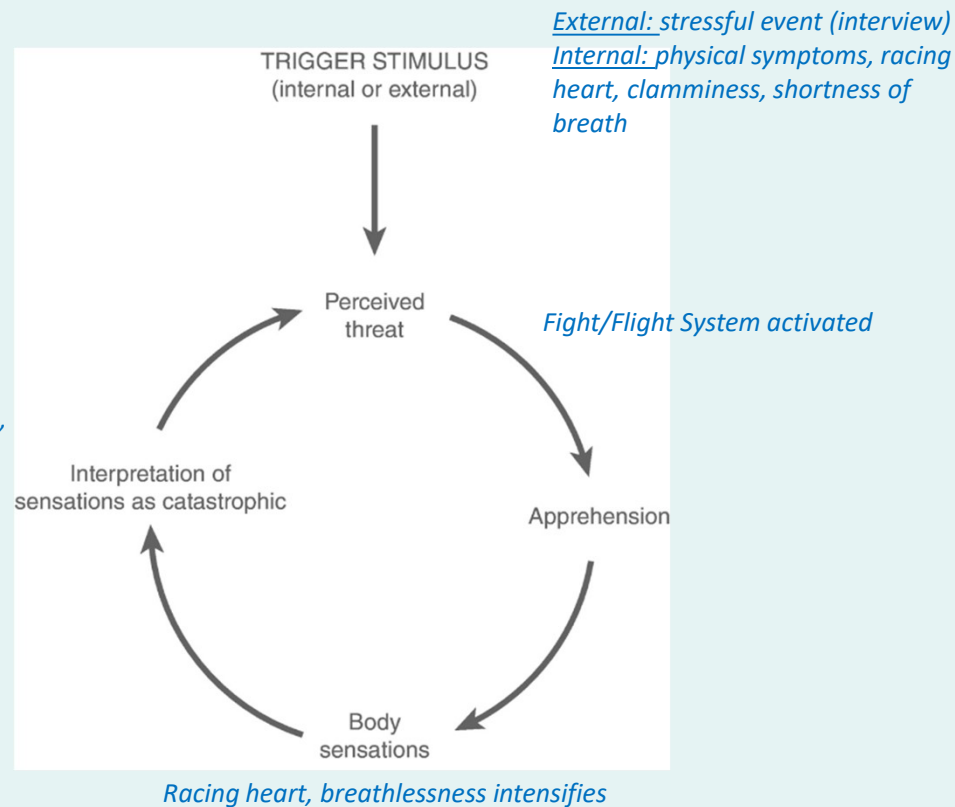 External: stressful event (interview)
TRIGGER STIMULUS
(internal or external)
Internal: physical symptoms, racing
heart, clamminess, shortness of
breath
Perceived
threat
Fight/Flight System activated
Interpretation of
sensations as catastrophic
Apprehension
Body
sensations
Racing heart, breathlessness intensifies